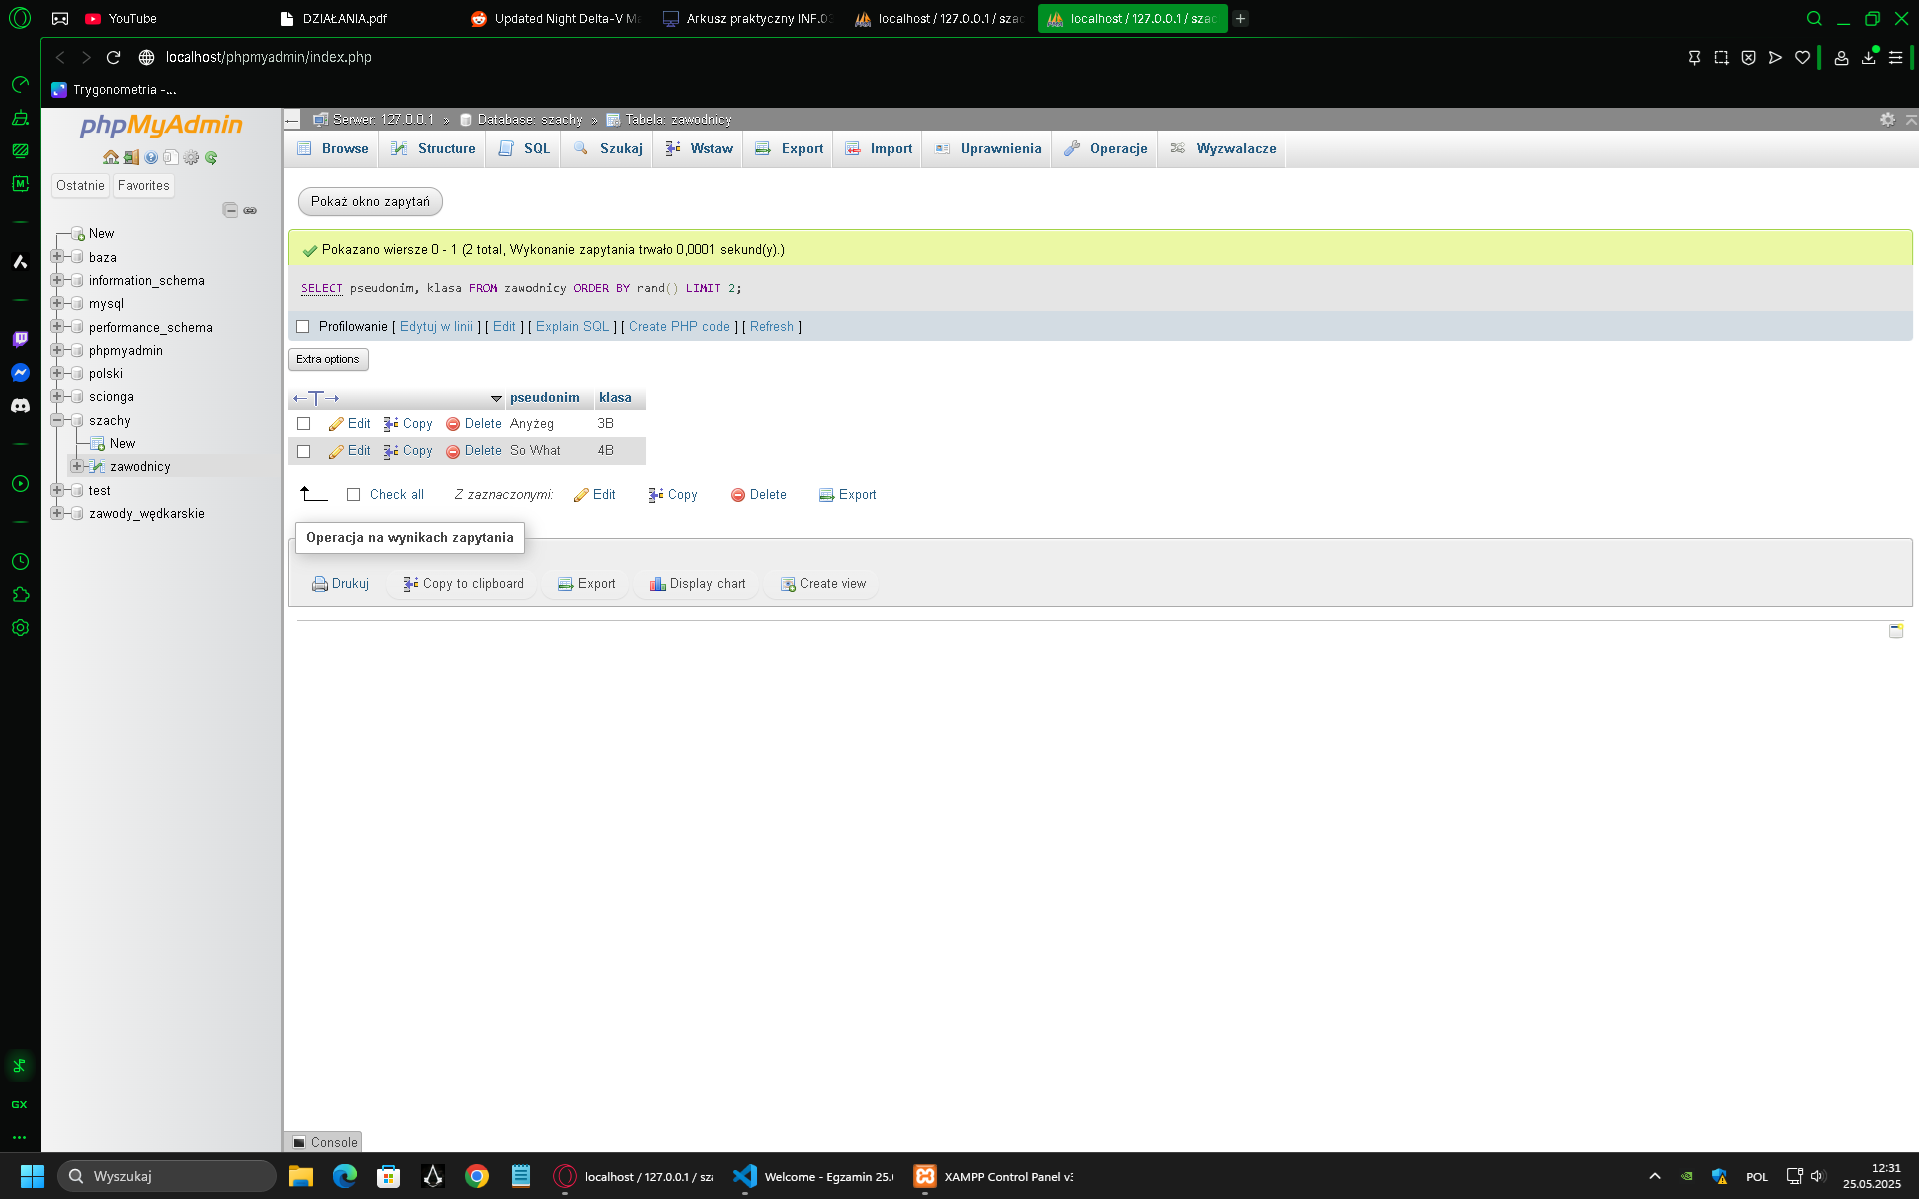 YouTube
DZIAŁANIA.pdf
Updated Night Delta-V Ma
Arkusz praktyczny INF.03
localhost / 127.0.0.1 / szac
localhost / 127.0.0.1 / szac
localhost/phpmyadmin/index.php
Trygonometria -...
phpMyAdmin
Ostatnie Favorites
New
baza
information_schema
mysql
performance_schema
phpmyadmin
polski
scionga
szachy
New
zawodnicy
test
zawody_wędkarskie
Serwer: 127.0.0.1 » Database: szachy » Tabela: zawodnicy
Browse Structure SQL Szukaj Wstaw Export Import Uprawnienia Operacje Wyzwalacze
Pokaż okno zapytań
Pokazano wiersze 0 - 1 (2 total, Wykonanie zapytania trwało 0,0001 sekund(y).)
SELECT pseudonim, klasa FROM zawodnicy ORDER BY rand() LIMIT 2;
Profilowanie [ Edytuj w linii ] [ Edit ] [ Explain SQL ] [ Create PHP code ] [ Refresh ]
Extra options
←T→ pseudonim klasa
Edit Copy Delete Anyżeg 3B
Edit Copy Delete So What 4B
Check all Z zaznaczonymi: Edit Copy Delete Export
Operacja na wynikach zapytania
Drukuj Copy to clipboard Export Display chart Create view
Console
GX
Wyszukaj
localhost / 127.0.0.1 / sza
Welcome - Egzamin 25.
XAMPP Control Panel v3
POL
12:31
25.05.2025